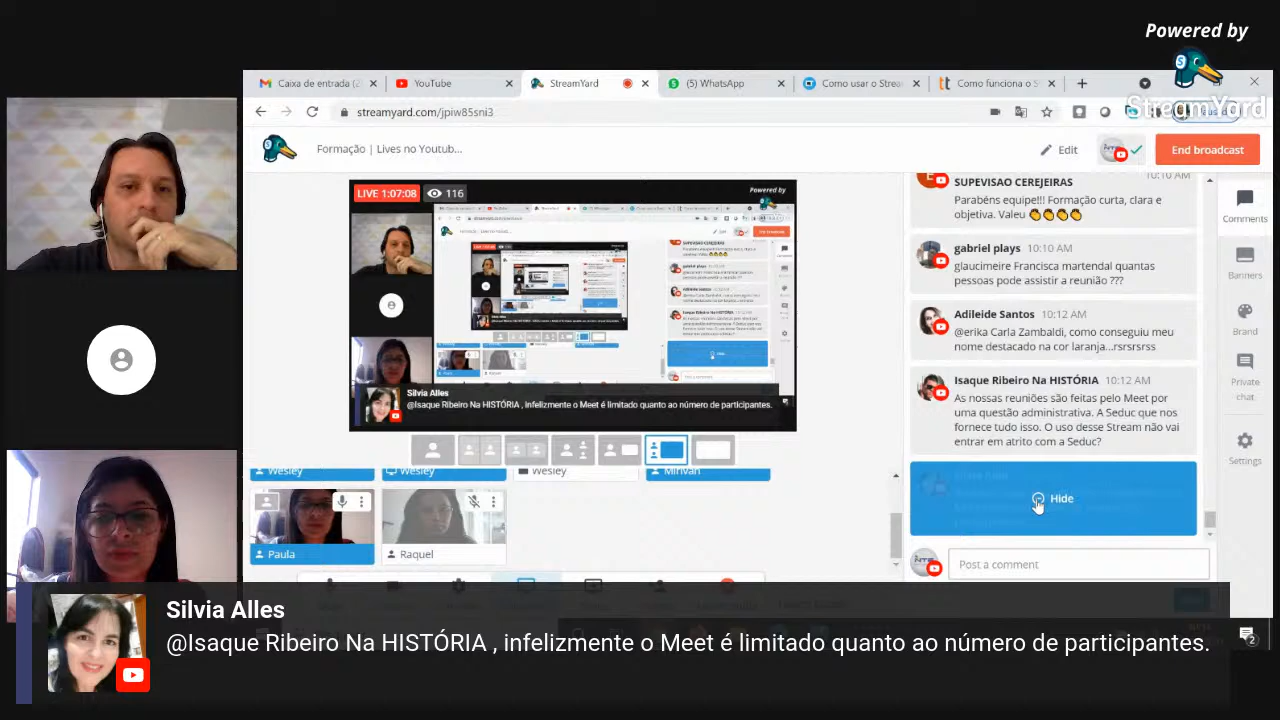 Powered by
StreamYard
Caixa de entrada (2
YouTube
StreamYard
(5) WhatsApp
Como usar o Strea
Como funciona o S
streamyard.com/jpiw85sni3
Formação | Lives no Youtub...
Edit
End broadcast
LIVE 1:07:08
116
Powered by
Silvia Alles
@Isaque Ribeiro Na HISTÓRIA , infelizmente o Meet é limitado quanto ao número de participantes.
Wesley
Wesley
Wesley
Mirivan
Paula
Raquel
10:10 AM
SUPEVISAO CEREJEIRAS
objetiva. Valeu 👏👏👏👏
gabriel plays
glaucimeire Francisca martendal quantas
pessoas pode assistir a reunião ???
Adaíde Santos 10:12 AM
@erika Carla Zanibaldi, como conseguiu meu
nome destacado na cor laranja...rsrsrsrss
Isaque Ribeiro Na HISTÓRIA 10:12 AM
As nossas reuniões são feitas pelo Meet por
uma questão administrativa. A Seduc que nos
fornece tudo isso. O uso desse Stream não vai
entrar em atrito com a Seduc?
Hide
Post a comment
Comments
Banners
Brand
Private
chat
Settings
2
Silvia Alles
@Isaque Ribeiro Na HISTÓRIA , infelizmente o Meet é limitado quanto ao número de participantes.